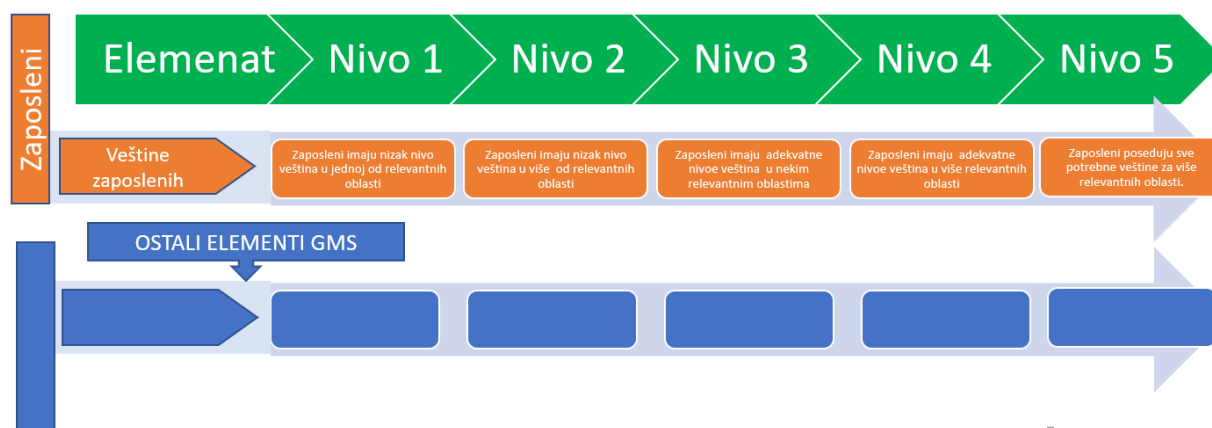 Zaposleni
Elemenat
Nivo 1
Nivo 2
Nivo 3
Nivo 4
Nivo 5
Veštine
zaposlenih
Zaposleni imaju nizak nivo
veština u jednoj od relevantnih
oblasti
Zaposleni imaju nizak nivo
veština u više od relevantnih
oblasti
Zaposleni imaju adekvatne
nivoe veština u nekim
relevantnim oblastima
Zaposleni imaju adekvatne
nivoe veština u više relevantnih
oblasti
Zaposleni poseduju sve
potrebne veštine za više
relevantnih oblasti.
OSTALI ELEMENTI GMS